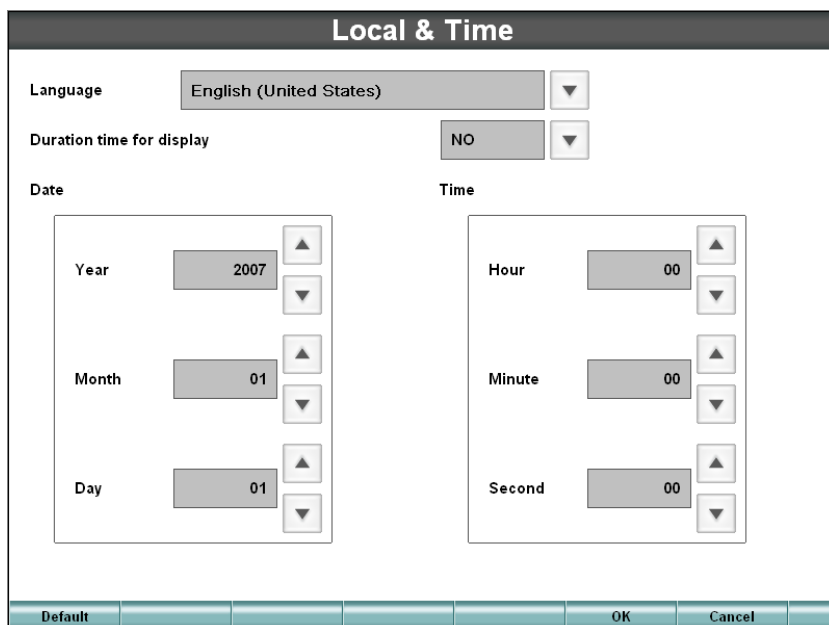 Local & Time
Language English (United States)
Duration time for display NO
Date Time
Year 2007 Hour 00
Month 01 Minute 00
Day 01 Second 00
Default OK Cancel